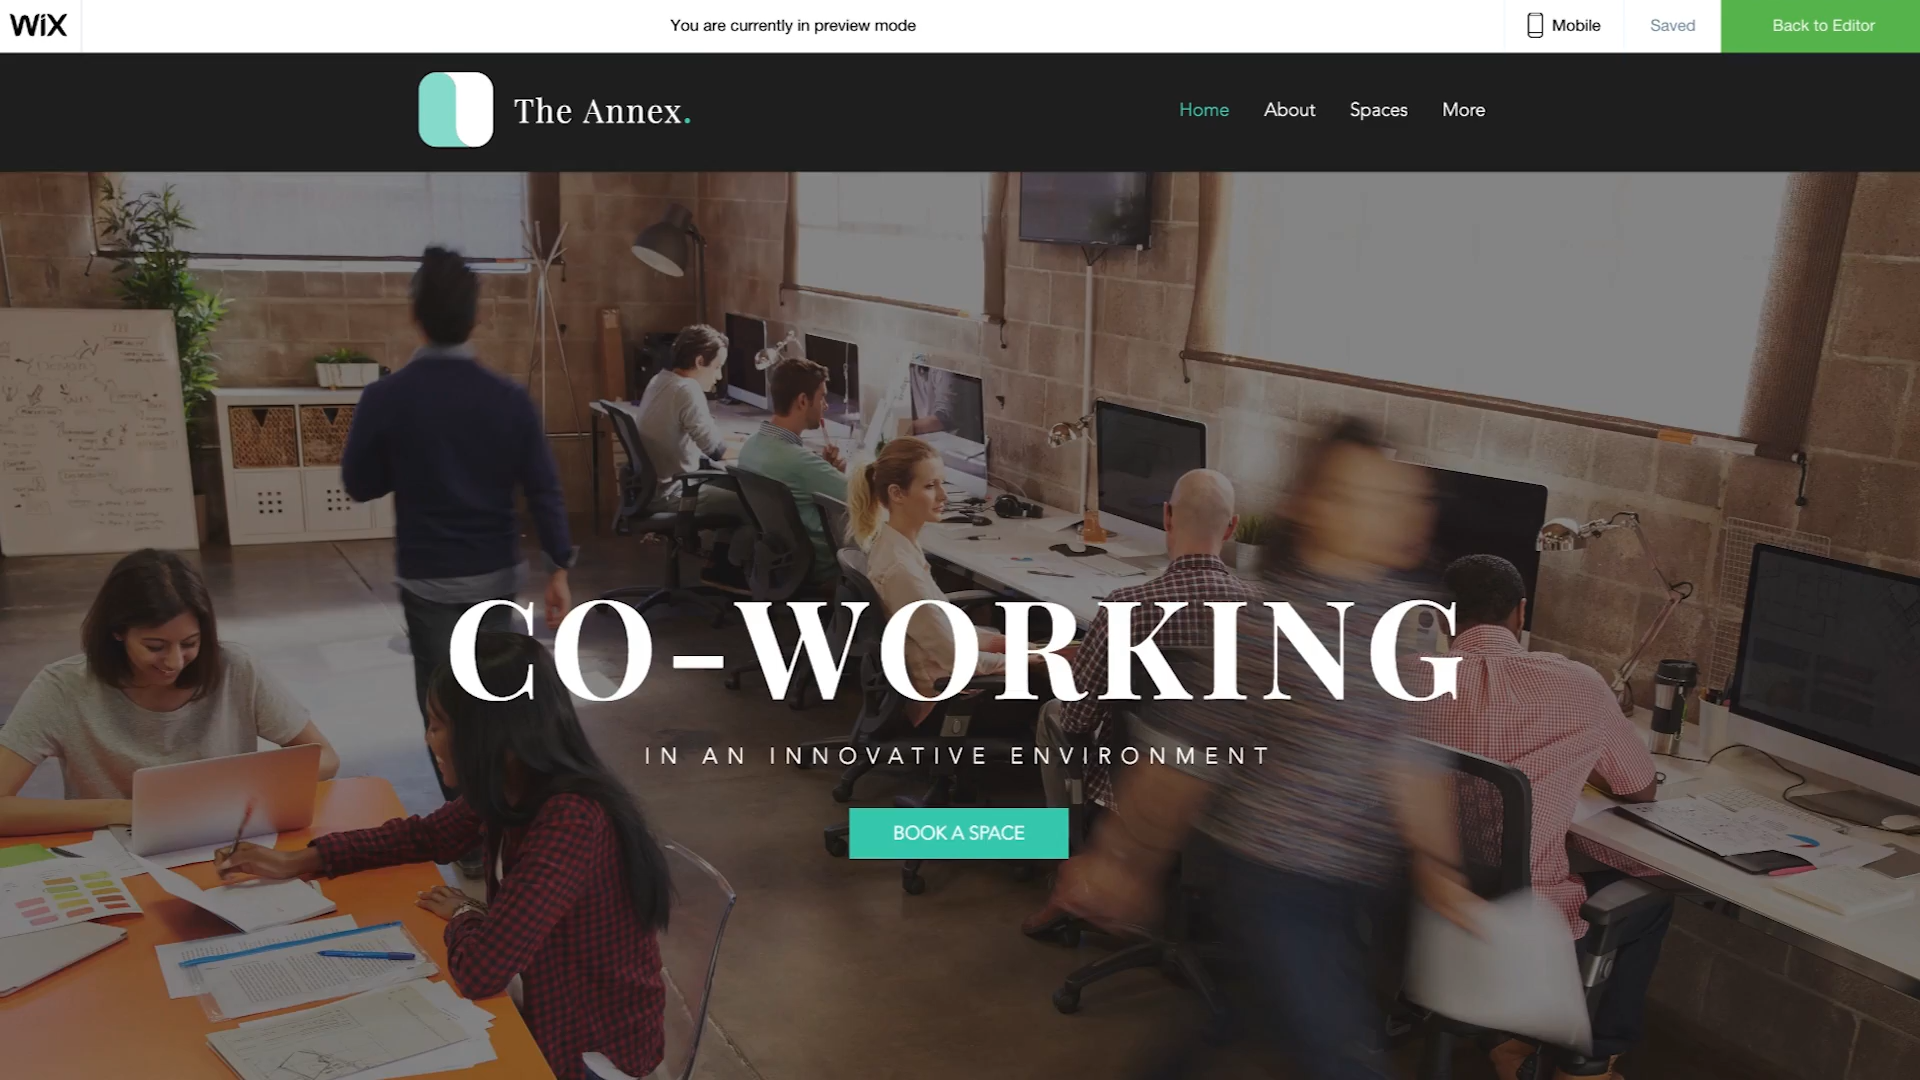 WiX
You are currently in preview mode
Mobile
Saved
Back to Editor
The Annex.
Home
About
Spaces
More
CO-WORKING
IN AN INNOVATIVE ENVIRONMENT
BOOK A SPACE